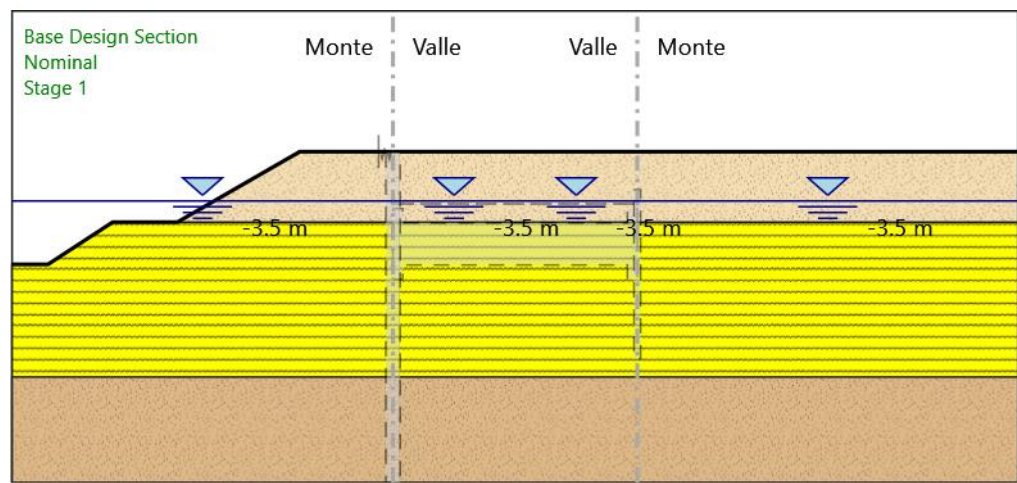 Base Design Section
Nominal
Stage 1
Monte
Valle
Valle
Monte
-3.5 m
-3.5 m
-3.5 m
-3.5 m